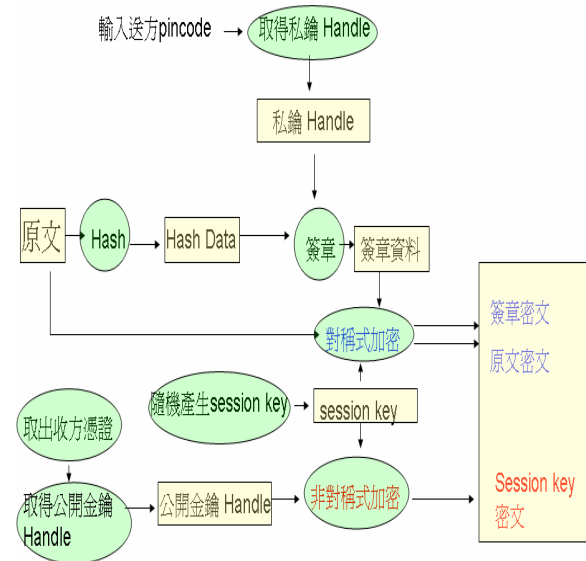 輸入送方pincode
取得私鑰 Handle
私鑰 Handle
原文
Hash
Hash Data
簽章
簽章資料
對稱式加密
簽章密文
原文密文
隨機產生session key
session key
取出收方憑證
取得公開金鑰
Handle
公開金鑰 Handle
非對稱式加密
Session key
密文